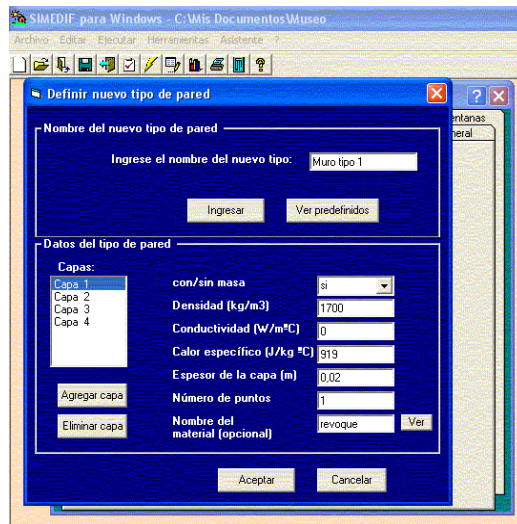 SIMEDIF para Windows - C:\Mis Documentos\Museo
Archivo Editar Ejecutar Herramientas Asistente ?
Definir nuevo tipo de pared
entanas
neral
Nombre del nuevo tipo de pared
Ingrese el nombre del nuevo tipo: Muro tipo 1
Ingresar Ver predefinidos
Datos del tipo de pared
Capas:
Capa 1
Capa 2
Capa 3
Capa 4
Agregar capa
Eliminar capa
con/sin masa si
Densidad (kg/m3) 1700
Conductividad (W/mºC) 0
Calor específico (J/kg ºC) 919
Espesor de la capa (m) 0,02
Número de puntos 1
Nombre del
material (opcional) revoque Ver
Aceptar Cancelar